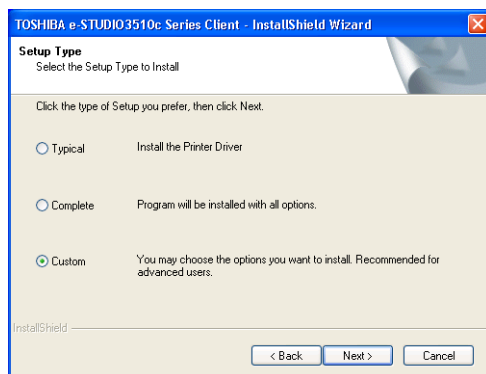 TOSHIBA e-STUDIO3510c Series Client - InstallShield Wizard
Setup Type
Select the Setup Type to Install
Click the type of Setup you prefer, then click Next.
Typical Install the Printer Driver
Complete Program will be installed with all options.
Custom You may choose the options you want to install. Recommended for
advanced users.
InstallShield
< Back Next > Cancel